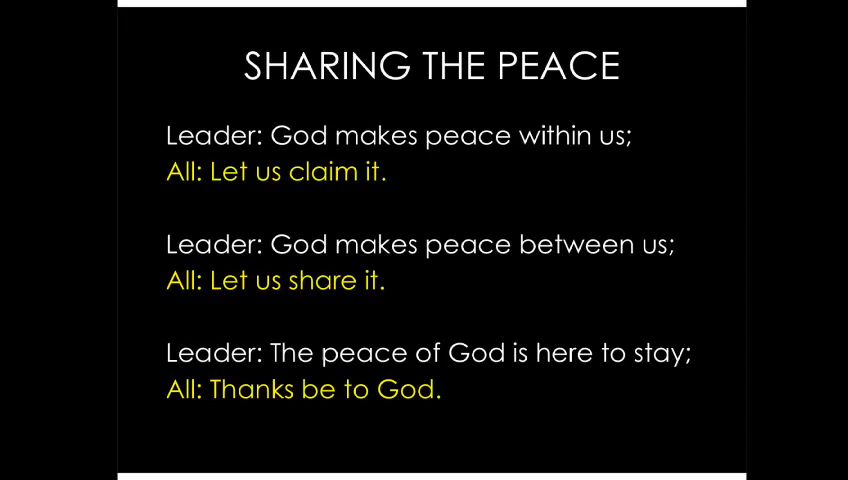 SHARING THE PEACE
Leader: God makes peace within us;
All: Let us claim it.
Leader: God makes peace between us;
All: Let us share it.
Leader: The peace of God is here to stay;
All: Thanks be to God.